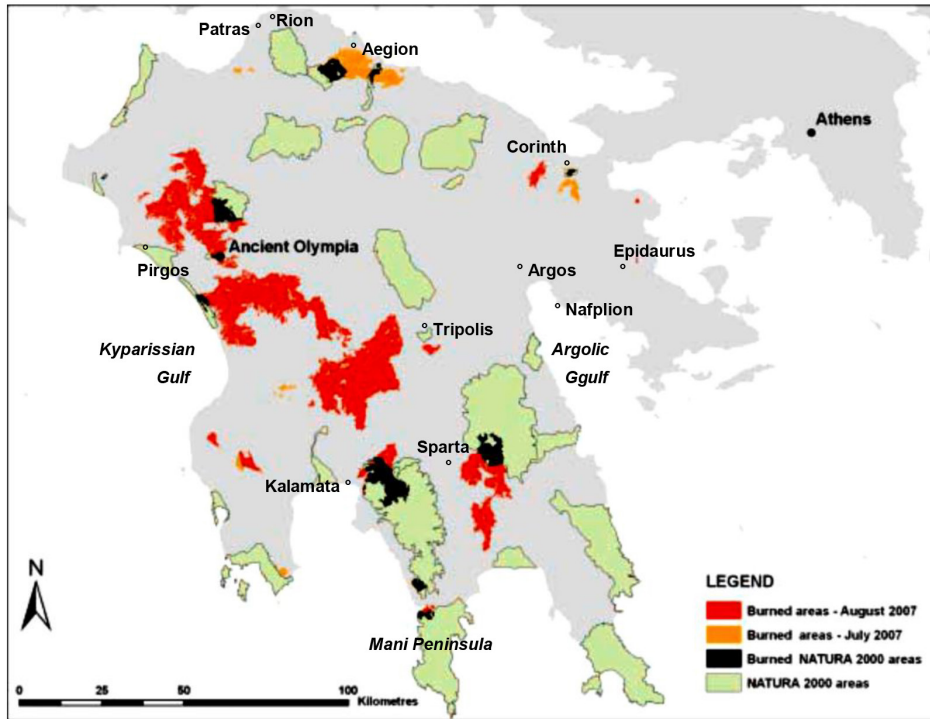 Rion
Patras
Aegion
Athens
Corinth
Ancient Olympia
Pirgos
Epidaurus
Argos
Nafplion
Tripolis
Kyparissian
Gulf
Argolic
Ggulf
Sparta
Kalamata
Mani Peninsula
N
LEGEND
Burned areas - August 2007
Burned areas - July 2007
Burned NATURA 2000 areas
NATURA 2000 areas
0 25 50 100
Kilometres